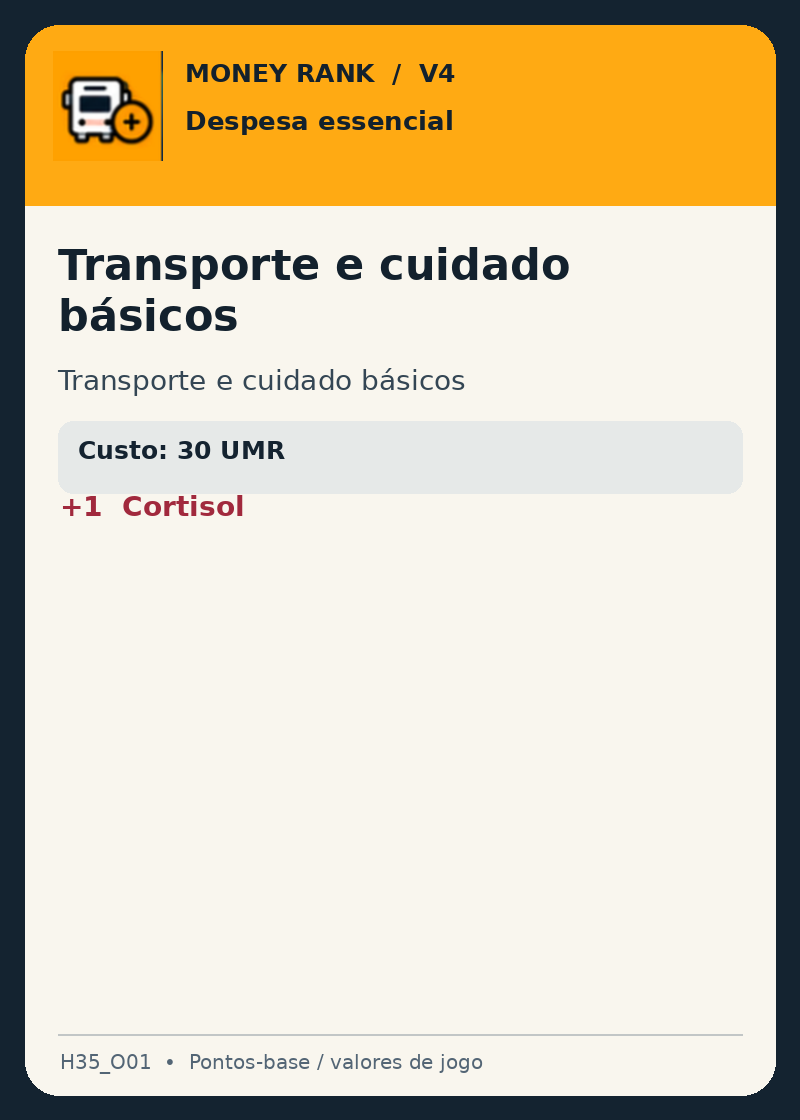 MONEY RANK / V4
Despesa essencial
Transporte e cuidado
básicos
Transporte e cuidado básicos
Custo: 30 UMR
+1 Cortisol
H35_O01 • Pontos-base / valores de jogo